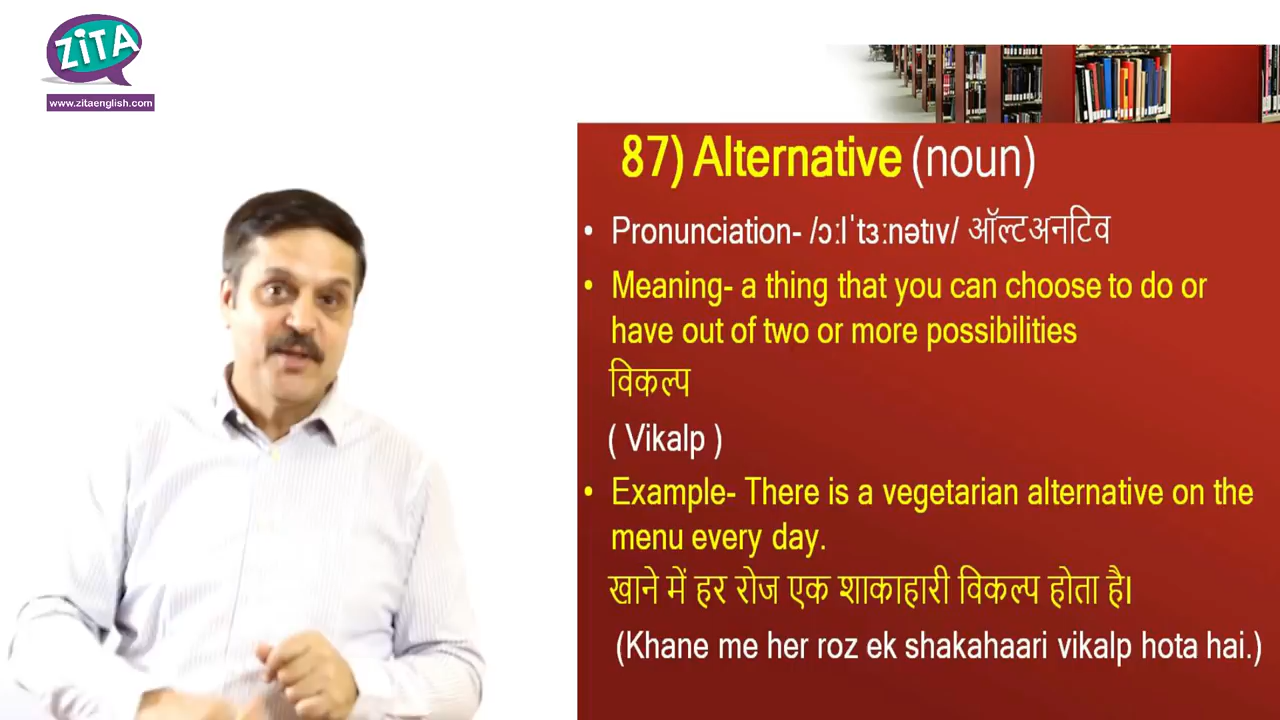 ZiTA
www.zitaenglish.com
87) Alternative (noun)
• Pronunciation- /ɔːlˈtɜːnətɪv/ ऑल्टअनटिव
• Meaning- a thing that you can choose to do or
have out of two or more possibilities
विकल्प
( Vikalp )
• Example- There is a vegetarian alternative on the
menu every day.
खाने में हर रोज एक शाकाहारी विकल्प होता है।
(Khane me her roz ek shakahaari vikalp hota hai.)